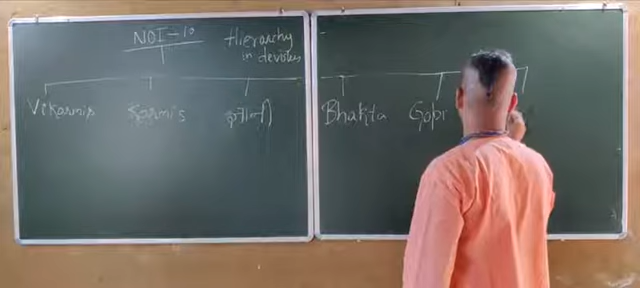 NOI-10
Hierarchy
in devotees
Vikarmis
Karmis
ज्ञानी
Bhakta
Gopi